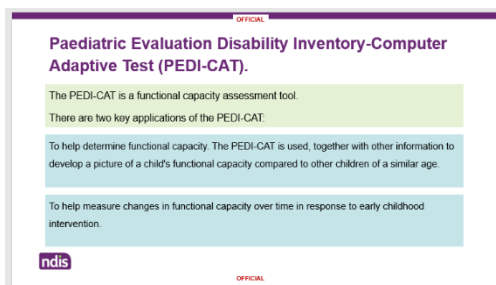 OFFICIAL
Paediatric Evaluation Disability Inventory-Computer
Adaptive Test (PEDI-CAT).
The PEDI-CAT is a functional capacity assessment tool.
There are two key applications of the PEDI-CAT:
To help determine functional capacity. The PEDI-CAT is used, together with other information to
develop a picture of a child's functional capacity compared to other children of a similar age.
To help measure changes in functional capacity over time in response to early childhood
intervention.
ndis
OFFICIAL